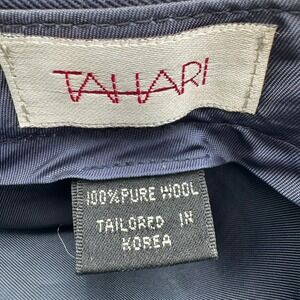 TAHARI
100% PURE WOOL
TAILORED IN
KOREA